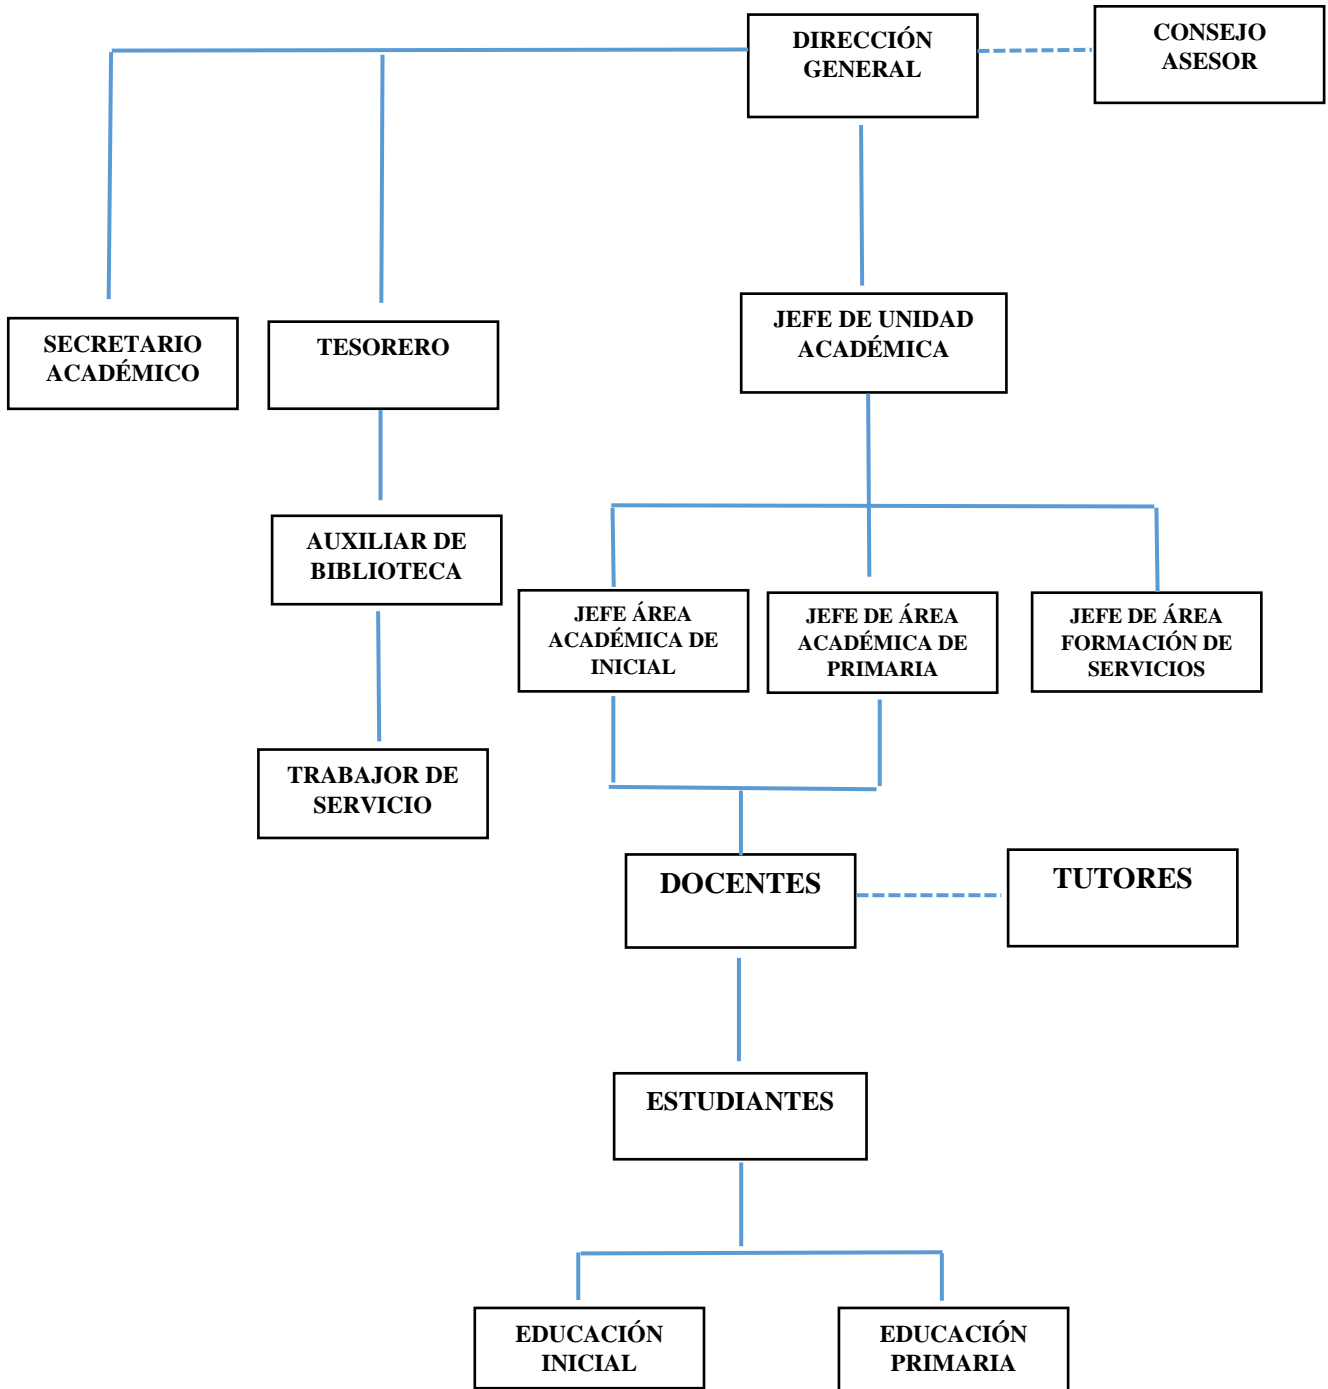 DIRECCIÓN
GENERAL
CONSEJO
ASESOR
SECRETARIO
ACADÉMICO
TESORERO
JEFE DE UNIDAD
ACADÉMICA
AUXILIAR DE
BIBLIOTECA
JEFE ÁREA
ACADÉMICA DE
INICIAL
JEFE DE ÁREA
ACADÉMICA DE
PRIMARIA
JEFE DE ÁREA
FORMACIÓN DE
SERVICIOS
TRABAJOR DE
SERVICIO
DOCENTES
TUTORES
ESTUDIANTES
EDUCACIÓN
INICIAL
EDUCACIÓN
PRIMARIA